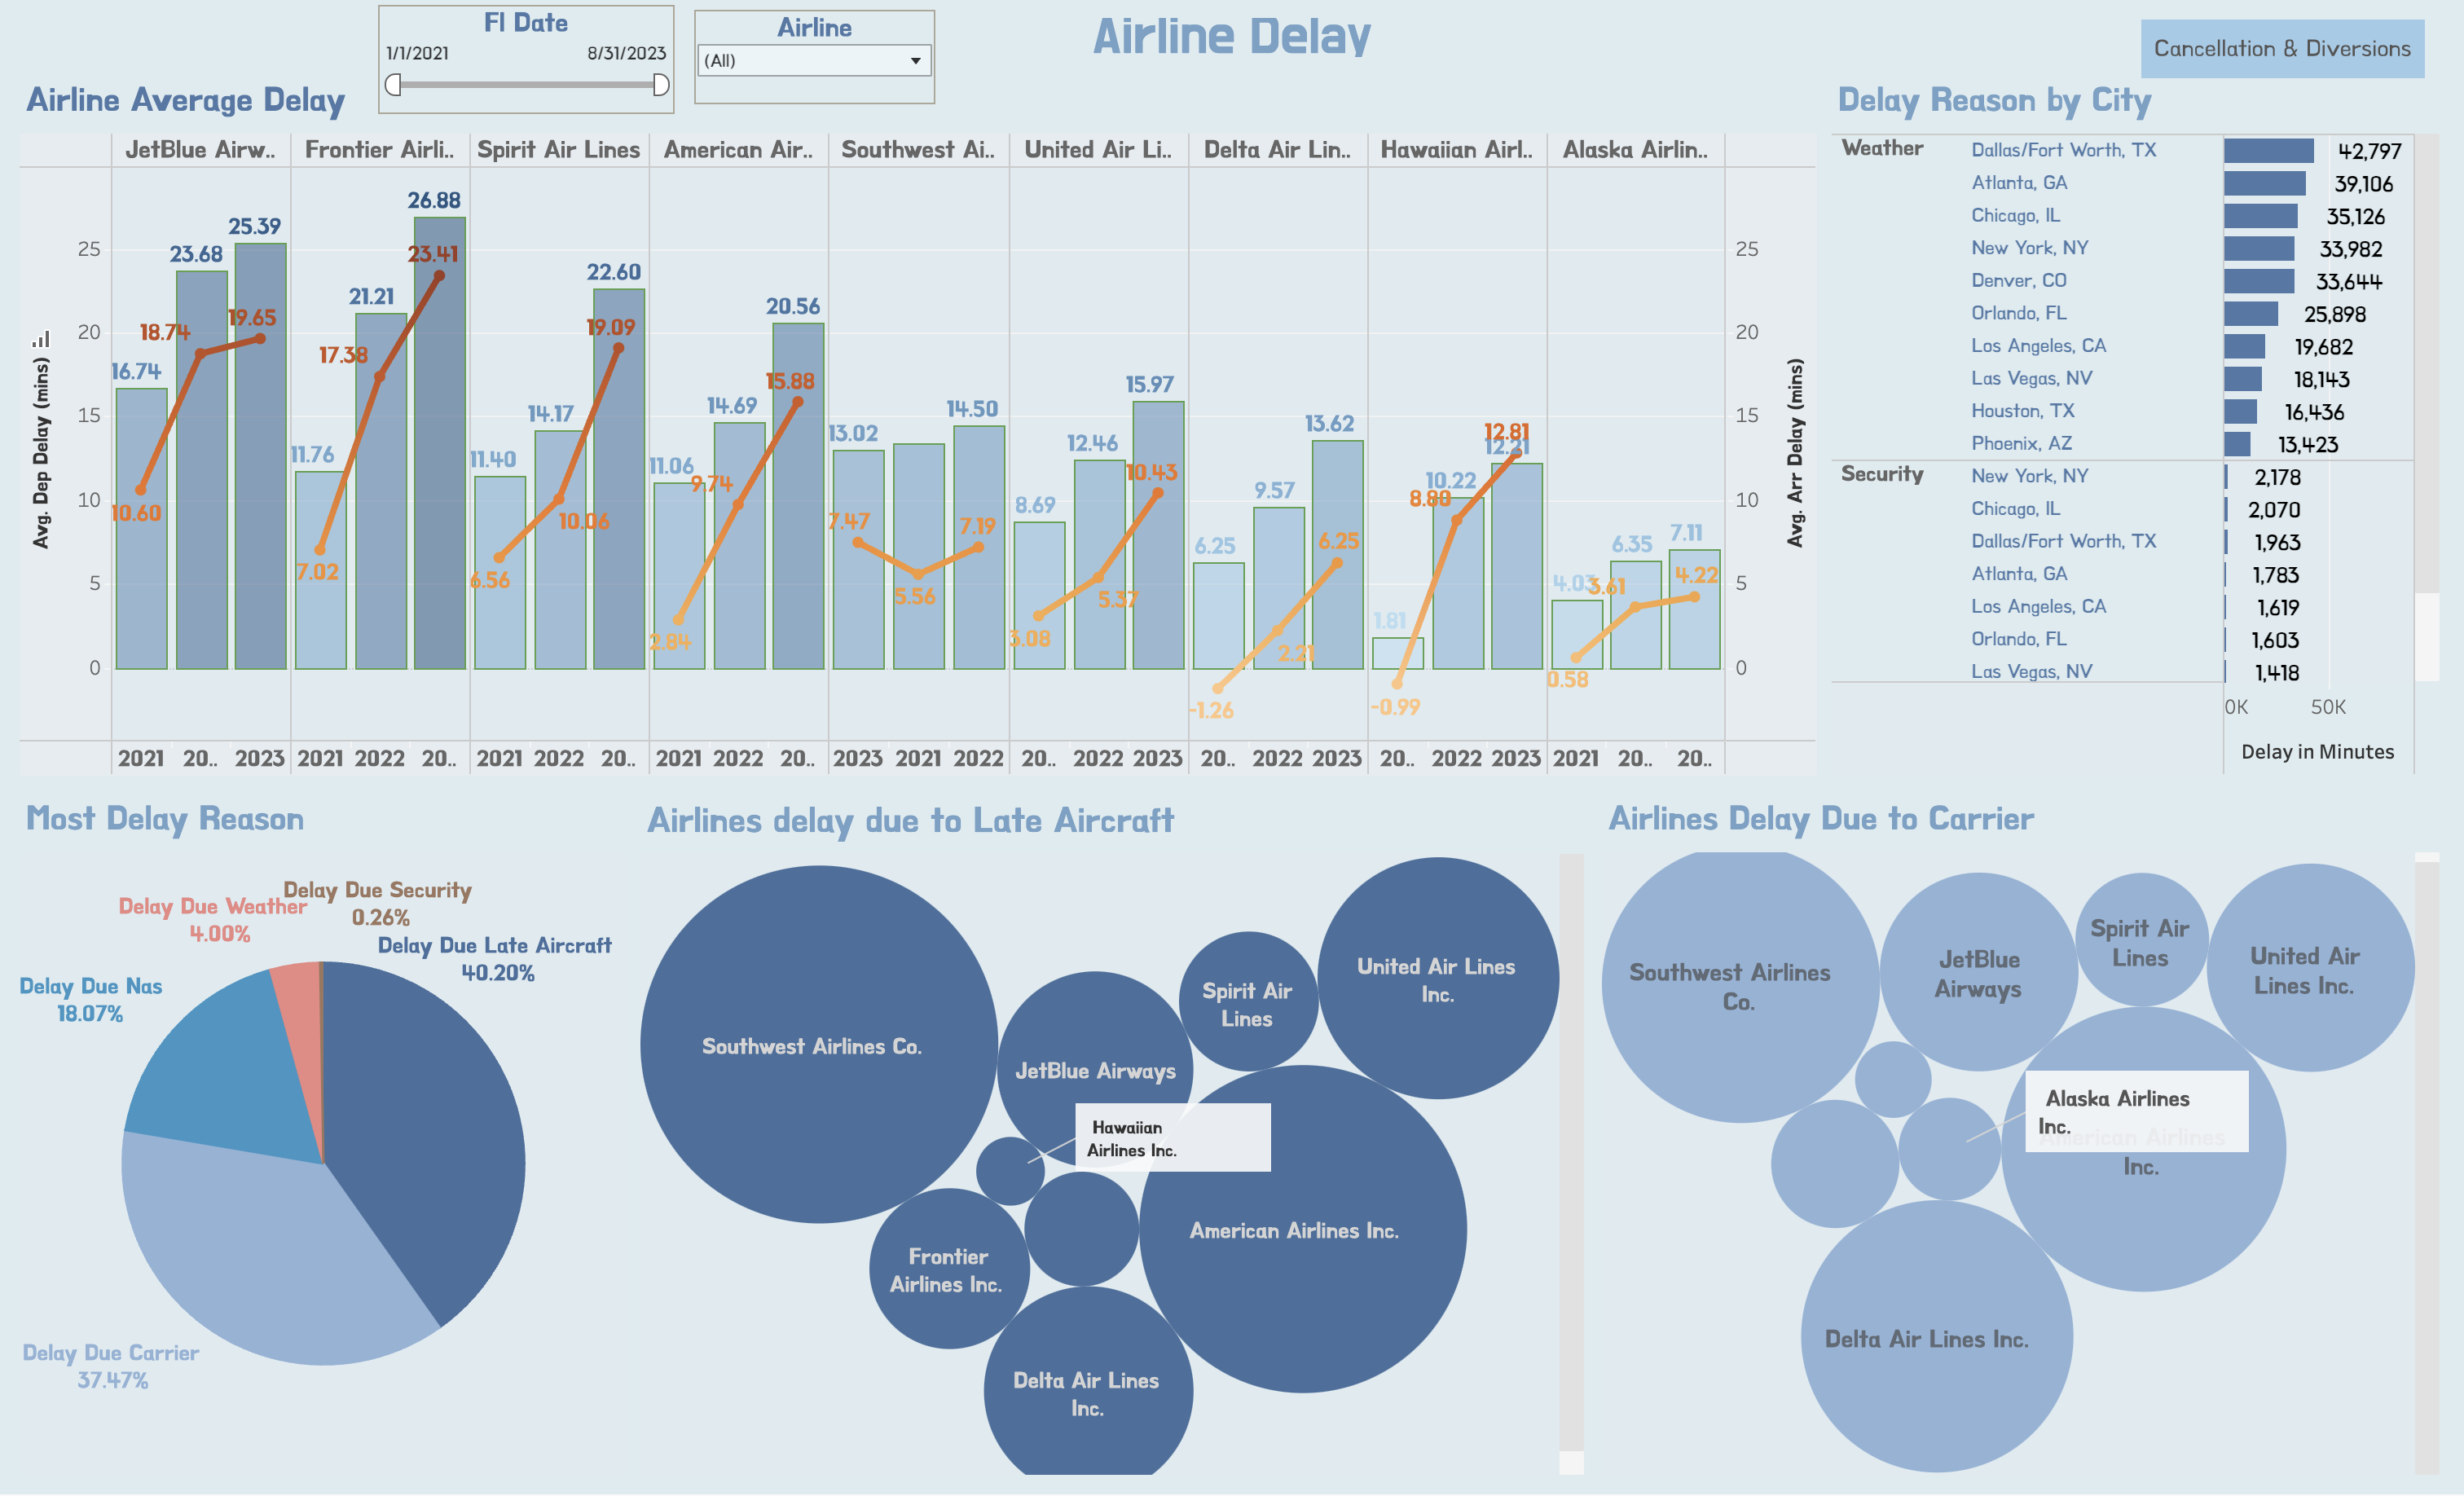 Fl Date
1/1/2021 8/31/2023
Airline
(All)
Airline Delay
Cancellation & Diversions
Airline Average Delay
JetBlue Airw.. Frontier Airli.. Spirit Air Lines American Air.. Southwest Ai.. United Air Li.. Delta Air Lin.. Hawaiian Airl.. Alaska Airlin..
Avg. Dep Delay (mins)
25
20
15
10
5
0
16.74 23.68 25.39
10.60 18.74 19.65
11.76 21.21 26.88
7.02 17.38 23.41
11.40 14.17 22.60
6.56 10.06 19.09
11.06 14.69 20.56
2.84 9.74 15.88
13.02 14.50
7.47 5.56 7.19
8.69 12.46 15.97
3.08 5.37 10.43
6.25 9.57 13.62
-1.26 2.21 6.25
1.81 10.22 12.21
-0.99 8.80 12.81
4.03 6.35 7.11
0.58 3.61 4.22
25
20
15
10
5
0
Avg. Arr Delay (mins)
2021 20.. 2023 2021 2022 20.. 2021 2022 20.. 2021 2022 20.. 2023 2021 2022 20.. 2022 2023 20.. 2022 2023 20.. 2022 2023 2021 20.. 20..
Delay Reason by City
Weather Dallas/Fort Worth, TX 42,797
Atlanta, GA 39,106
Chicago, IL 35,126
New York, NY 33,982
Denver, CO 33,644
Orlando, FL 25,898
Los Angeles, CA 19,682
Las Vegas, NV 18,143
Houston, TX 16,436
Phoenix, AZ 13,423
Security New York, NY 2,178
Chicago, IL 2,070
Dallas/Fort Worth, TX 1,963
Atlanta, GA 1,783
Los Angeles, CA 1,619
Orlando, FL 1,603
Las Vegas, NV 1,418
0K 50K
Delay in Minutes
Most Delay Reason
Delay Due Security
0.26%
Delay Due Weather
4.00%
Delay Due Late Aircraft
40.20%
Delay Due Nas
18.07%
Delay Due Carrier
37.47%
Airlines delay due to Late Aircraft
Southwest Airlines Co.
JetBlue Airways
Spirit Air
Lines
United Air Lines
Inc.
Hawaiian
Airlines Inc.
American Airlines Inc.
Frontier
Airlines Inc.
Delta Air Lines
Inc.
Airlines Delay Due to Carrier
Southwest Airlines
Co.
JetBlue
Airways
Spirit Air
Lines
United Air
Lines Inc.
Alaska Airlines
Inc.
American Airlines
Inc.
Delta Air Lines Inc.